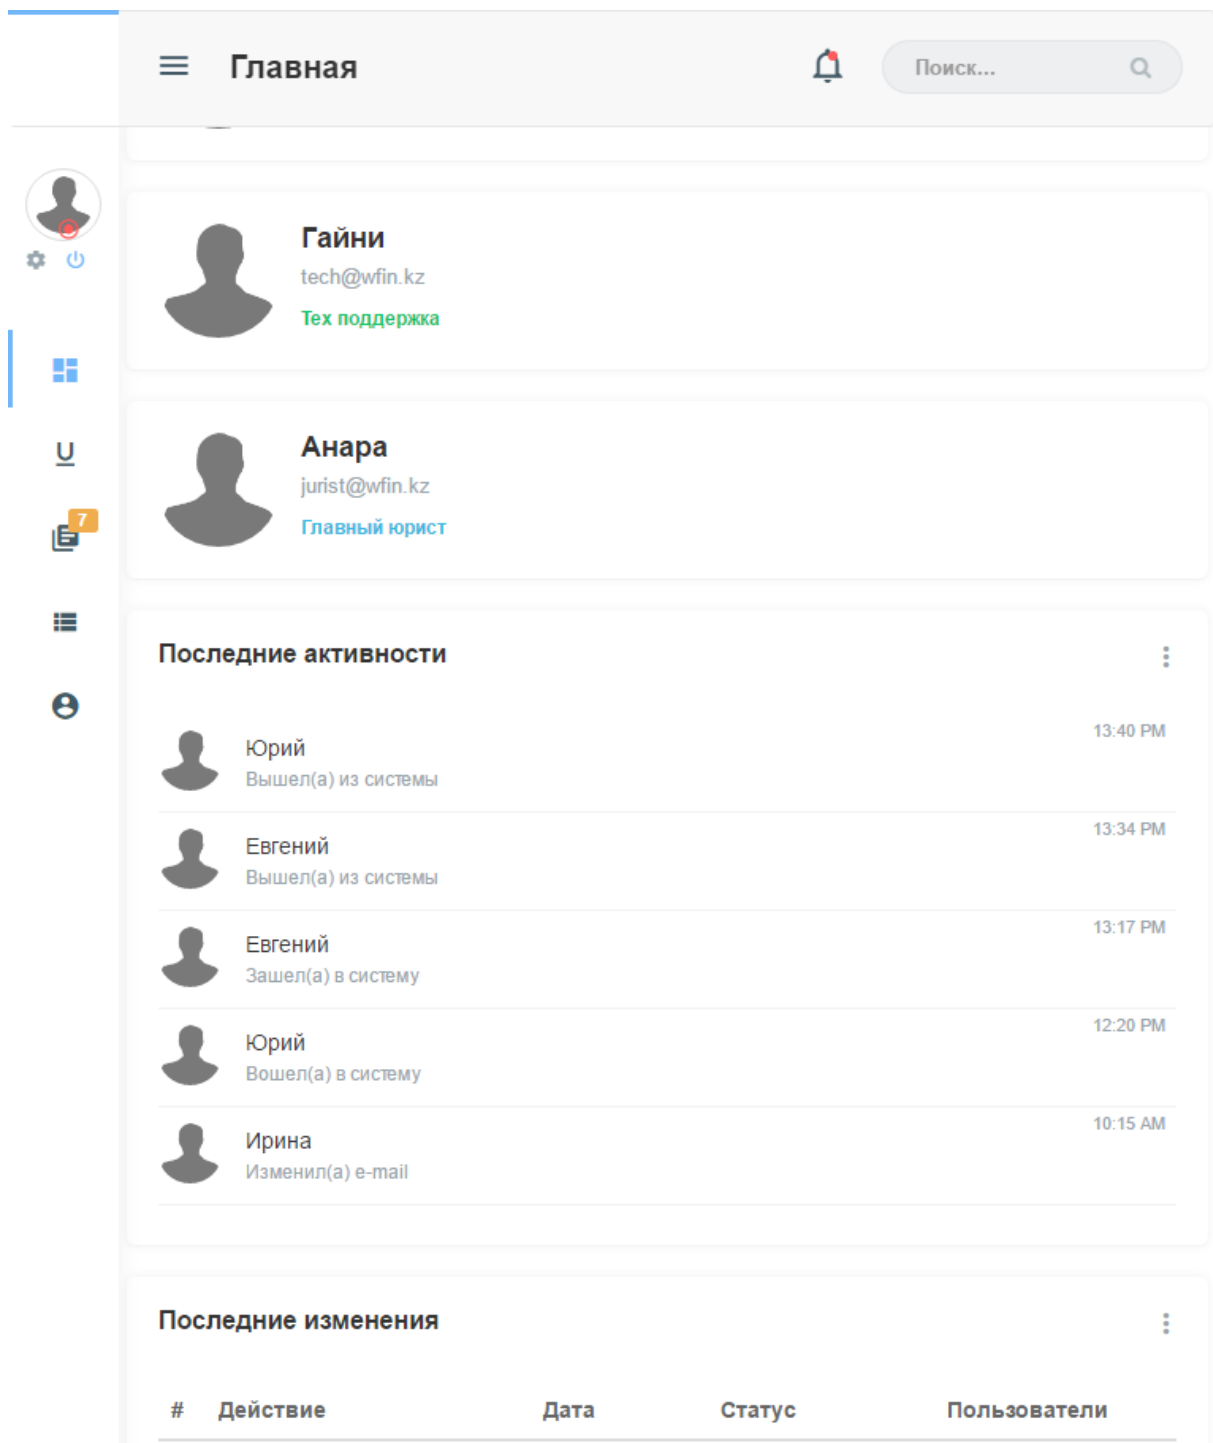 Главная
Поиск...
Гайни
tech@wfin.kz
Тех поддержка
Анара
jurist@wfin.kz
Главный юрист
7
Последние активности
13:40 PM
Юрий
Вышел(а) из системы
13:34 PM
Евгений
Вышел(а) из системы
13:17 PM
Евгений
Зашел(а) в систему
12:20 PM
Юрий
Вошел(а) в систему
10:15 AM
Ирина
Изменил(а) e-mail
Последние изменения
# Действие Дата Статус Пользователи